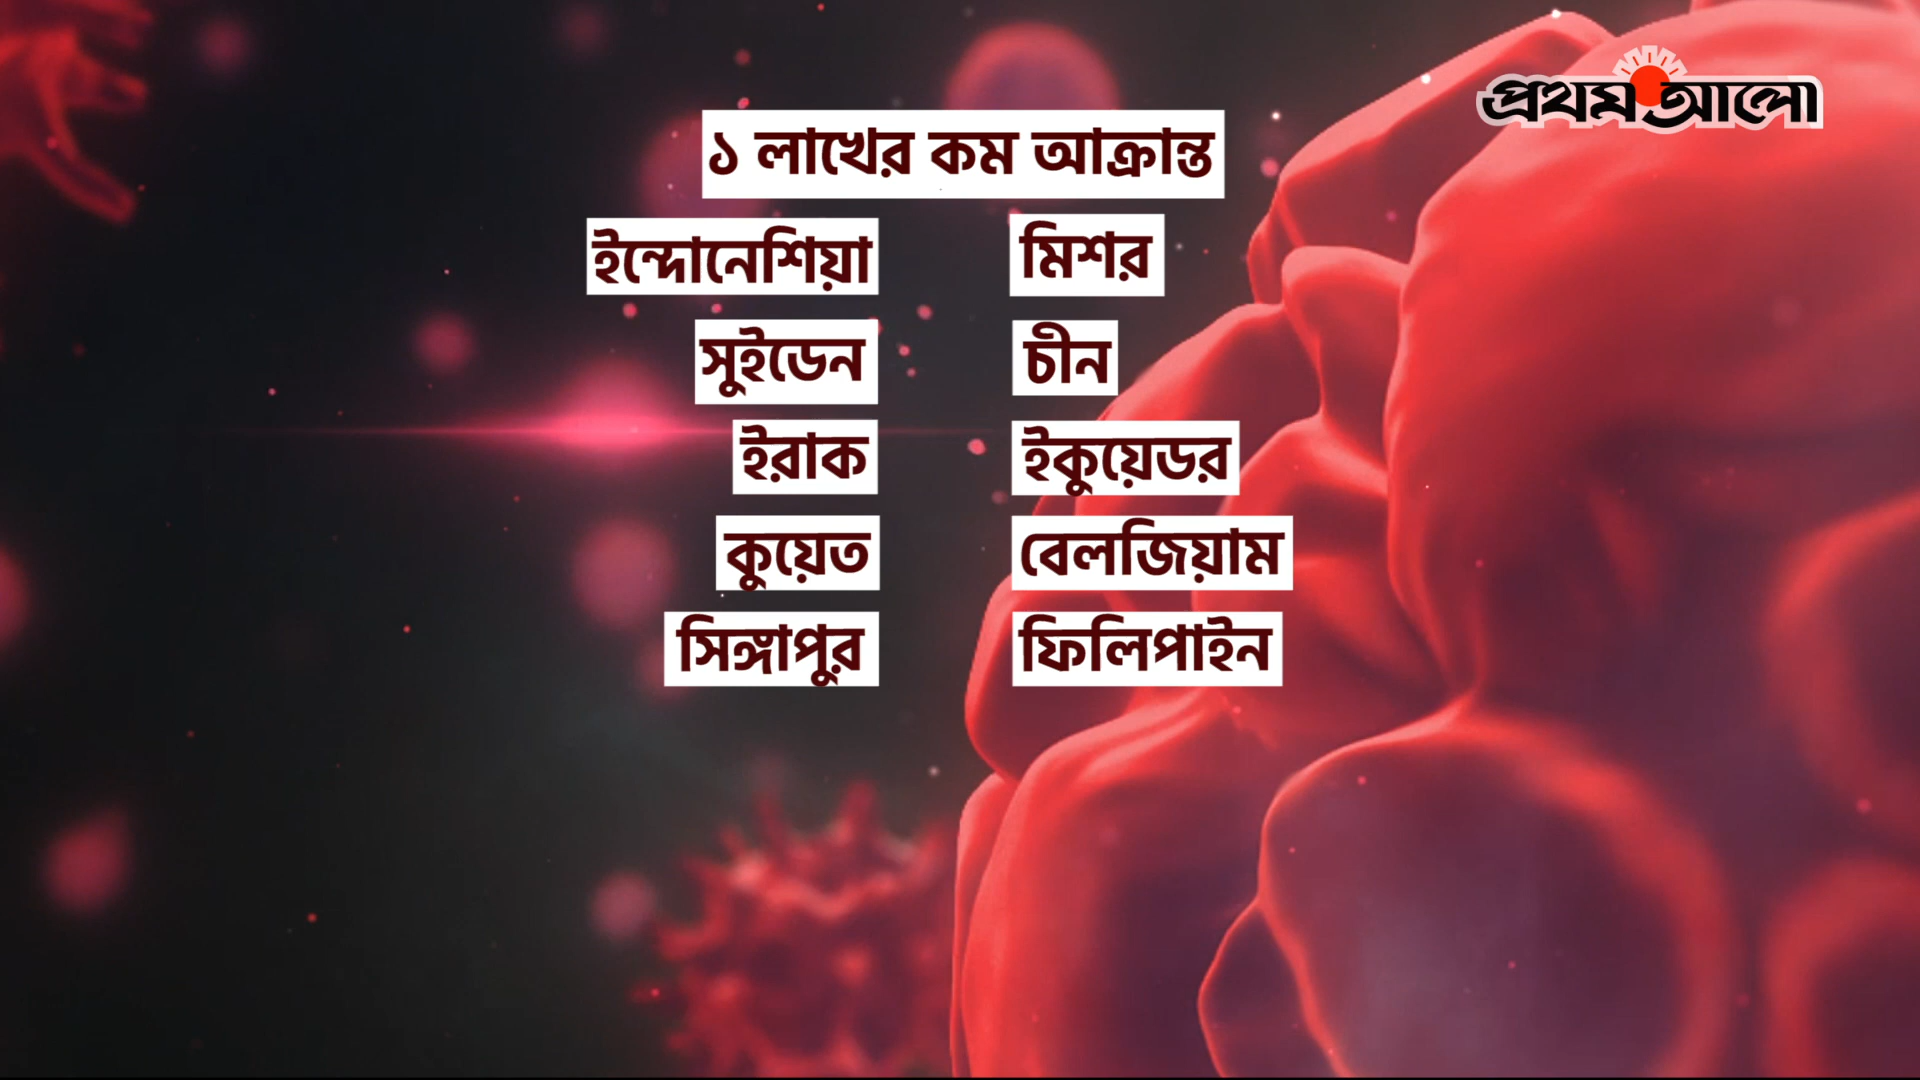 প্রথম আলো
১ লাখের কম আক্রান্ত
ইন্দোনেশিয়া মিশর
সুইডেন চীন
ইরাক ইকুয়েডর
কুয়েত বেলজিয়াম
সিঙ্গাপুর ফিলিপাইন